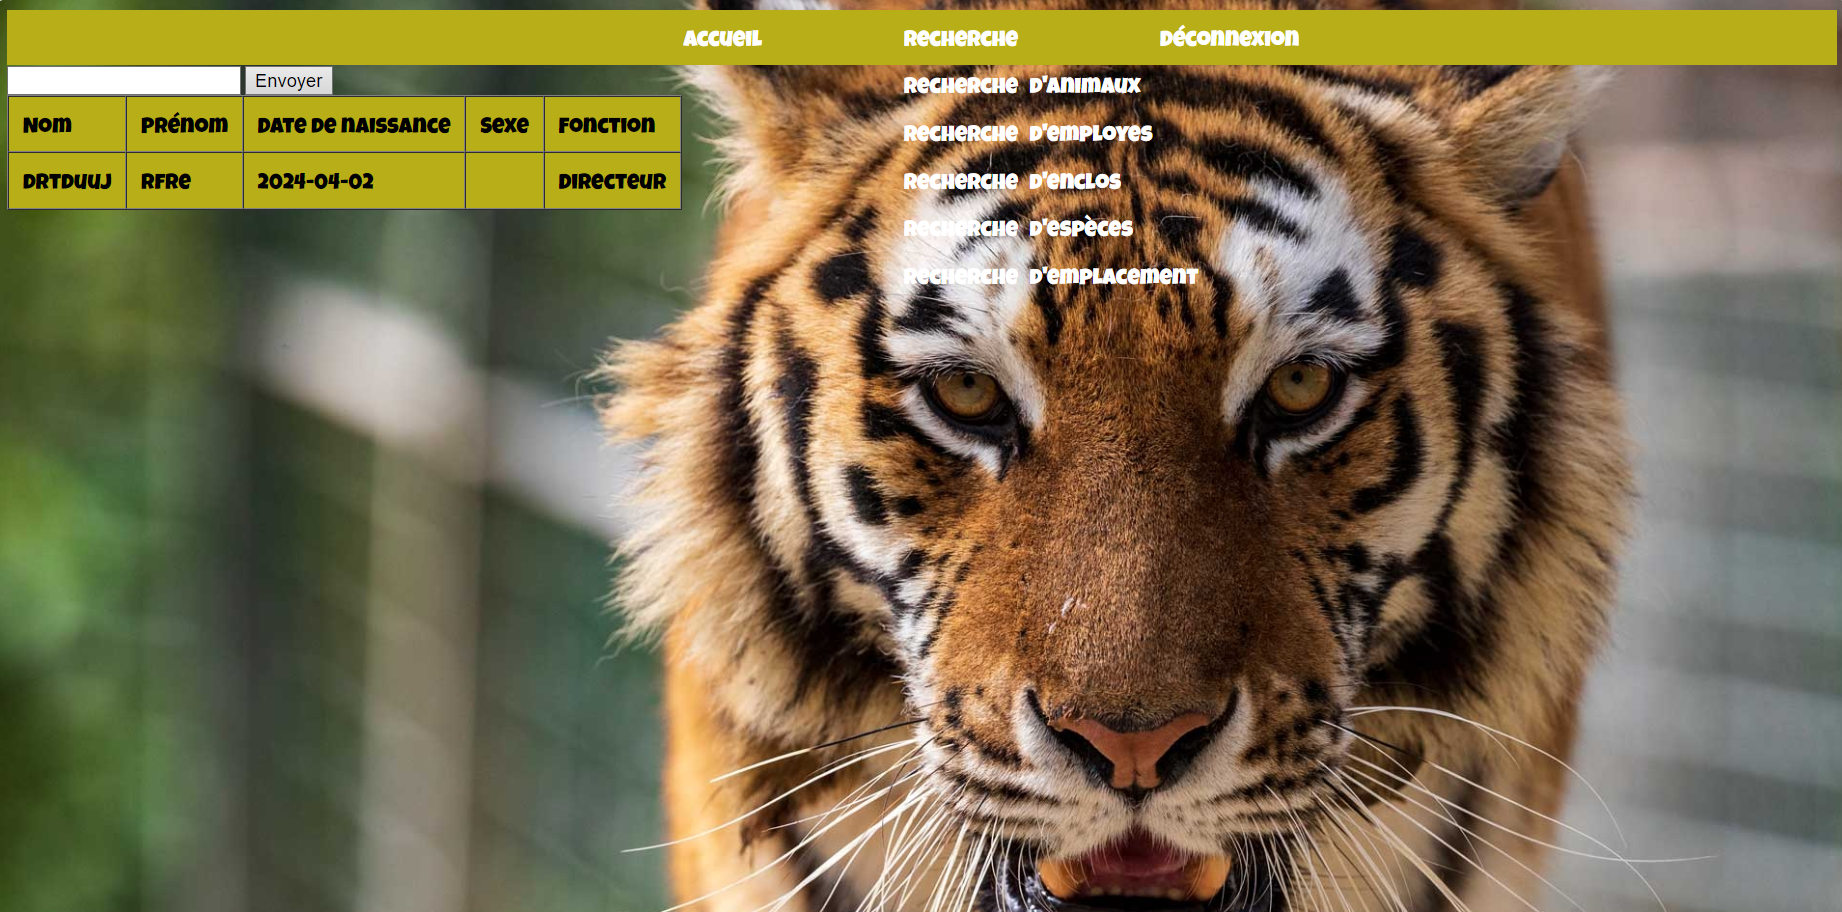 Accueil Recherche Déconnexion
Envoyer
Recherche d'animaux
Recherche d'employes
Recherche d'enclos
Recherche d'espèces
Recherche d'emplacement
Nom Prénom Date de naissance Sexe Fonction
drtduuj rfre 2024-04-02 Directeur